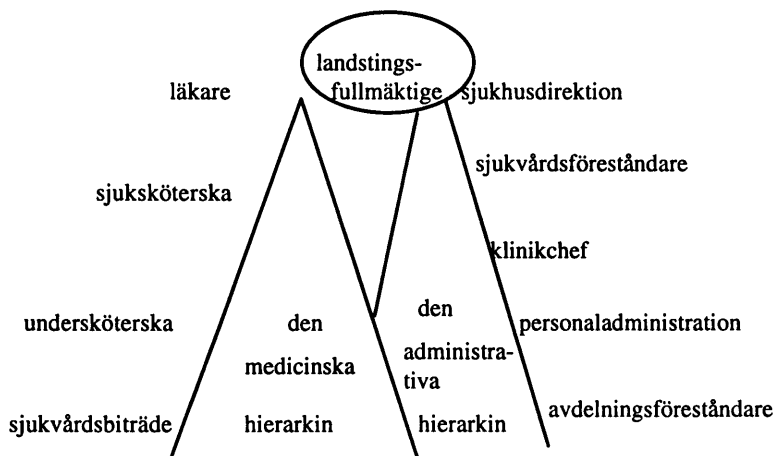 landstings-
läkare fullmäktige sjukhusdirektion
sjukvårdsföreståndare
sjuksköterska
klinikchef
den
undersköterska den personaladministration
administra-
medicinska
tiva
avdelningsföreståndare
sjukvårdsbiträde hierarkin hierarkin